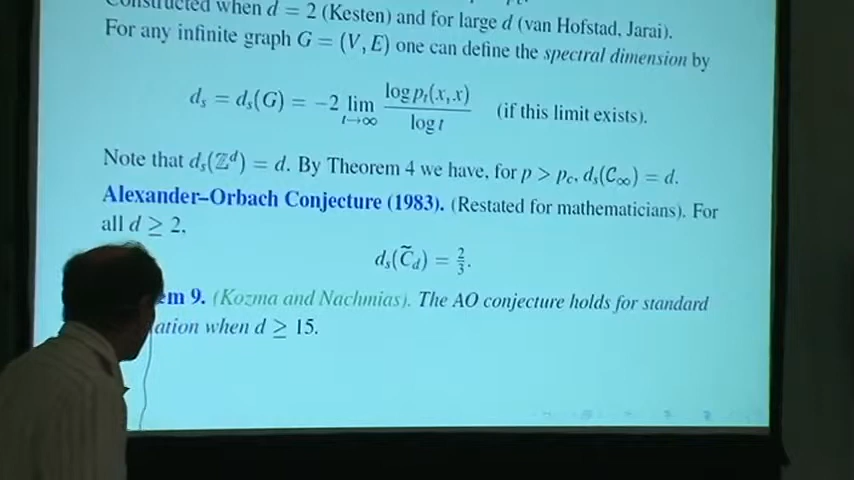 Constructed when d = 2 (Kesten) and for large d (van Hofstad, Jarai).
For any infinite graph G = (V, E) one can define the spectral dimension by
d_s = d_s(G) = −2 lim_{t→∞} log p_t(x, x) / log t (if this limit exists).
Note that d_s(ℤ^d) = d. By Theorem 4 we have, for p > p_c, d_s(C_∞) = d.
Alexander–Orbach Conjecture (1983). (Restated for mathematicians). For
all d ≥ 2,
d_s(C̃_d) = 2/3.
em 9. (Kozma and Nachmias). The AO conjecture holds for standard
ation when d ≥ 15.